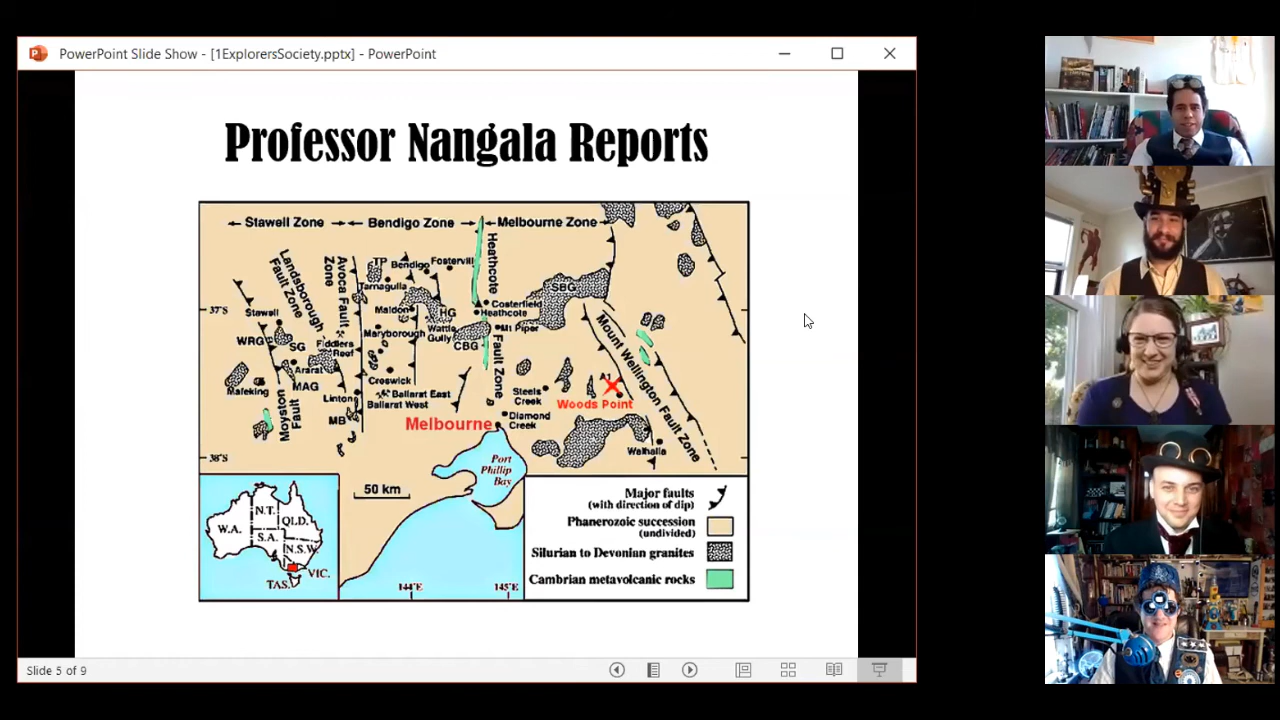 PowerPoint Slide Show - [1ExplorersSociety.pptx] - PowerPoint
Professor Nangala Reports
Stawell Zone
Bendigo Zone
Melbourne Zone
Landsborough
Fault Zone
Avoca Fault
Zone
TP
Bendigo
Fostervill
Heathcote
Tarnagulla
SBG
37°S
Stawell
Maldon
HG
Costerfield
Heathcote
Maryborough
Wattle
Gully
Mt Piper
WRG
SG
Fiddlers
Reef
CBG
Fault Zone
Mount Wellington Fault Zone
Ararat
MAG
Creswick
A1
Mafeking
Moyston
Fault
Linton
Ballarat East
Ballarat West
Steels
Creek
Woods Point
MB
Melbourne
Diamond
Creek
Walhalla
38°S
Port
Phillip
Bay
50 km
W.A.
N.T.
QLD.
S.A.
N.S.W.
VIC.
TAS.
144°E
145°E
Major faults
(with direction of dip)
Phanerozoic succession
(undivided)
Silurian to Devonian granites
Cambrian metavolcanic rocks
Slide 5 of 9